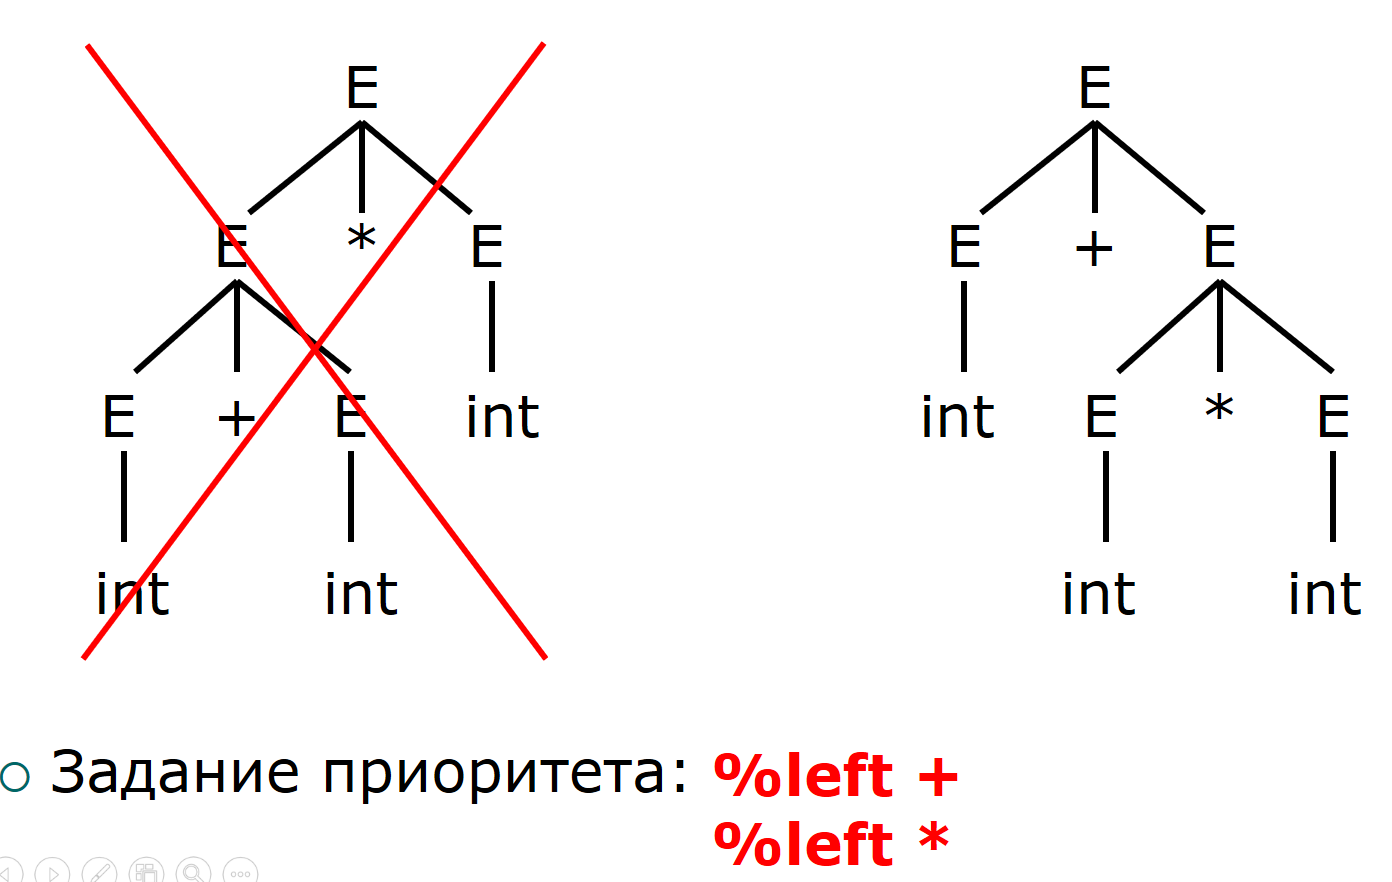 E E
E * E E + E
E + E int int E * E
int int int int
Задание приоритета: %left +
%left *